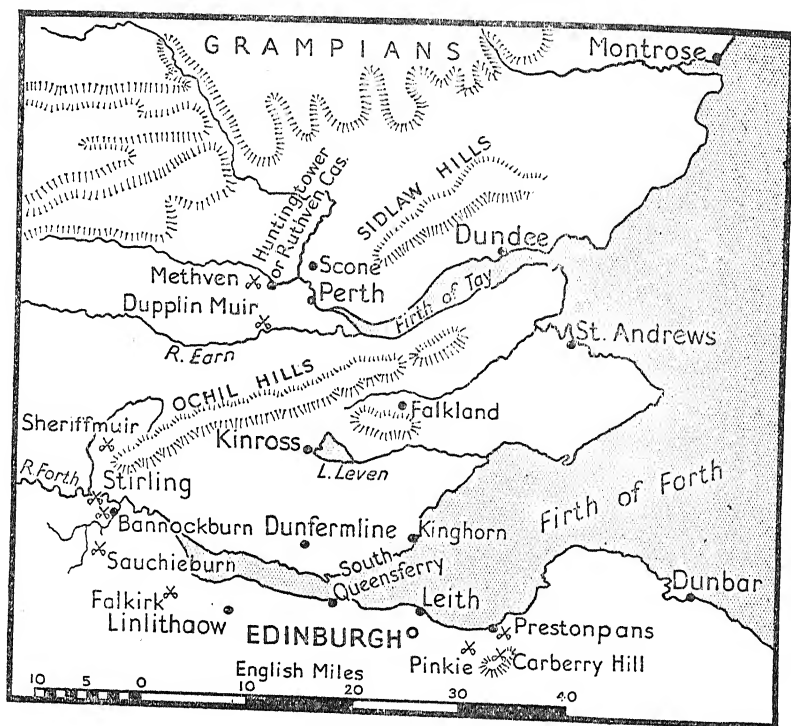 GRAMPIANS
Montrose
SIDLAW HILLS
Huntingtower
or Ruthven Cas.
Dundee
Scone
Methven
Perth
Dupplin Muir
Firth of Tay
R. Earn
St. Andrews
OCHIL HILLS
Falkland
Sheriffmuir
Kinross
L. Leven
R. Forth
Stirling
Firth of Forth
Bannockburn
Dunfermline
Kinghorn
Sauchieburn
South
Queensferry
Dunbar
Falkirk
Leith
Linlithgow
EDINBURGH
Prestonpans
Pinkie
Carberry Hill
English Miles
10 5 0 10 20 30 40